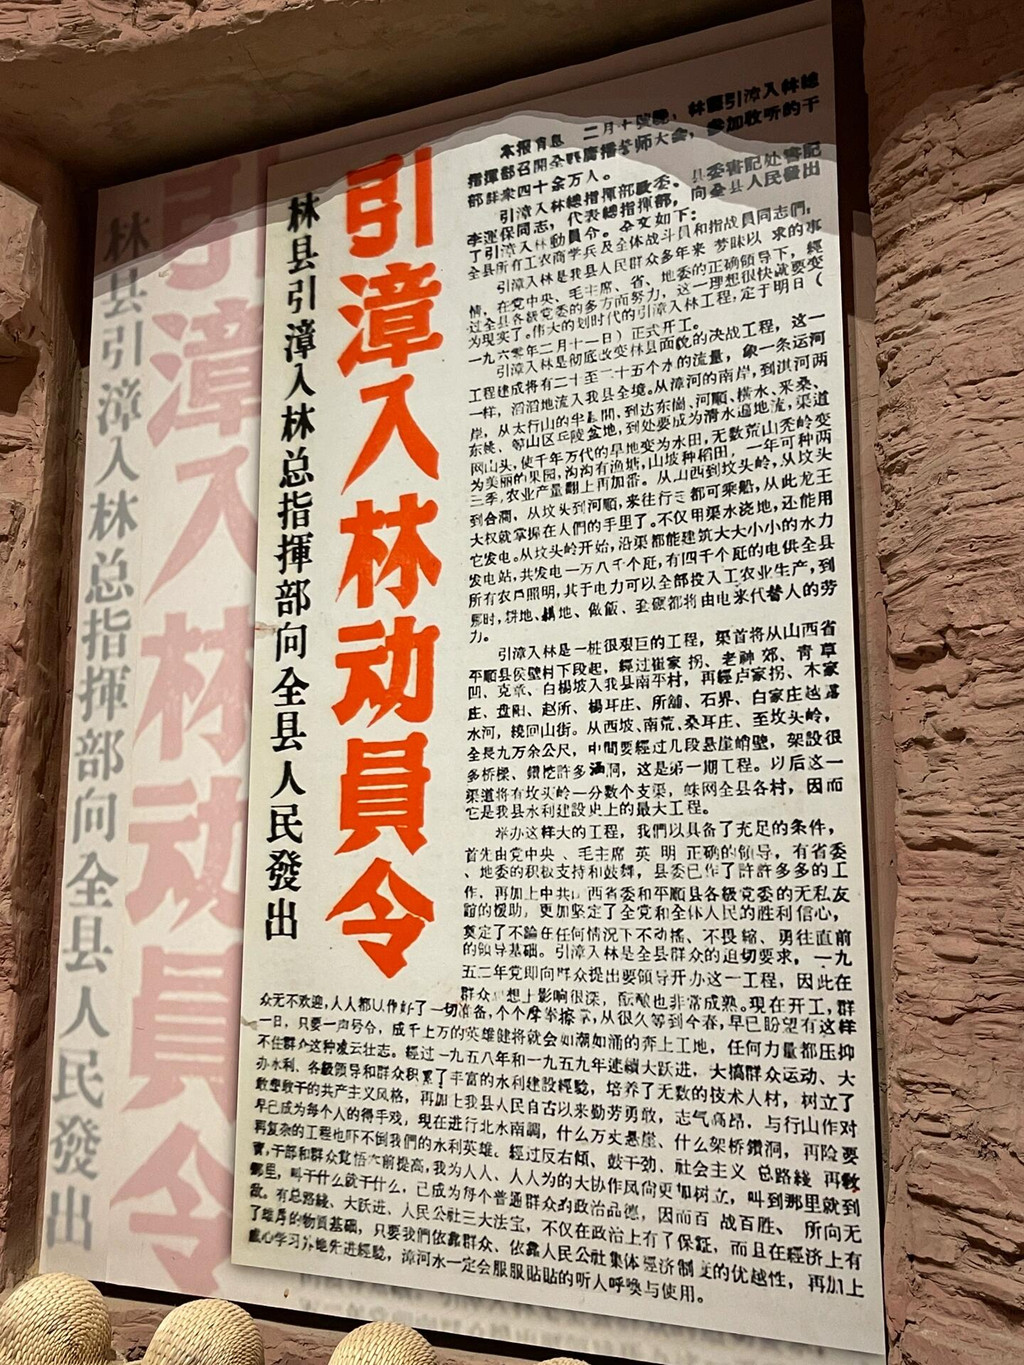 引漳入林动員令
林县引漳入林总指揮部向全县人民發出
本报消息 二月十號晚，林縣引漳入林總
指揮部召開全縣廣播誓师大会，參加收听的干
部群衆四十余万人。
引漳入林總指揮部政委、县委書記处書記
李运保同志，代表總指揮部，向全县人民發出
了引漳入林動員令。全文如下：
全县所有工农商学兵及全体战斗員和指战員同志們：
引漳入林是我县人民群众多年来 梦昧以 求的事
情，在党中央、毛主席、省、地委的正确領导下，經
过全县各級党委的多方面努力，这一理想很快就要变
为現实了。伟大的划时代的引漳入林工程，定于明日（
一九六零年二月十一日）正式开工。
引漳入林是彻底改变林县面貌的决战工程，这一
工程建成将有二十至二十五个水的流量，象一条运河
一样，滔滔地流入我县全境。从漳河的南岸，到淇河两
岸，从太行山的半 間，到达东崗、河順、橫水、采桑、
东姚、等山区丘陵盆地，到处要成为清水遍地流，渠道
网山头，使千年万代的旱地变为水田，无数荒山秃岭变
为美丽的果园，沟沟有漁塘，山坡种稻田，一年可种两
三季，农业产量翻上再加番。从山西到坟头岭，从坟头
到合澗，从坟头到河順，来往行 都可乘船，从此龙王
大权就掌握在人們的手里了。不仅用渠水浇地，还能用
它发电。从坟头岭开始，沿渠都能建筑大大小小的水力
发电站，共发电一万八千个瓩，有四千个瓩的电供全县
所有农戶照明，其于电力可以全部投入工农业生产，到
那时，耕地、 地、做飯、 都将由电来代替人的劳
力。
引漳入林是一桩很艰巨的工程，渠首将从山西省
平順县侯壁村下段起，經过崔家 拐、老神 郊、青 草
凹、克 、白楊坡入我县南平村，再經卢家拐、木家
庄、盘阳、赵所、楊耳庄、所舖、石界、白家庄越露
水河，繞回山街。从西坡、南荒、桑耳庄、至坟头岭，
全長九万余公尺，中間要經过几段悬崖峭壁，架設很
多桥樑、鑽 許多涵洞，这是第一期工程。以后这一
渠道将有坟头岭一分数个支渠，蛛网全县各村，因而
它是我县水利建設史上的最大工程。
举办这样大的工程，我們以具备了充足的条件，
首先由党中央 、毛主席 英 明 正确的領导，有省委
、地委的积极支持和鼓舞，县委已作了許許多多的工
作，再加上中共山西省委和平順县各級党委的无私友
誼的援助，更加坚定了全党和全体人民的胜利信心，
奠定了不論在任何情况下不动搖、不畏縮、勇往直前
的領导基础。引漳入林是全县群众的迫切要求，一九
五二年党即向群众提出要領导开办这一工程，因此在
群众思想上影响很深，酝酿也非常成熟。現在开工，群
众无不欢迎，人人都以作好了一切准备，个个摩拳擦掌，从很久等到今春，早已盼望有这样
一日，只要一声号令，成千上万的英雄健将就会如潮如涌的奔上工地，任何力量都压抑
不住群众这种凌云壮志。經过一九五八年和一九五九年連續大跃进，大搞群众运动、大
办水利、各級領导和群众积累了丰富的水利建設經驗，培养了无数的技术人材，树立了
敢想敢干的共产主义风格，再加上我县人民自古以来勤劳勇敢，志气高昂，与行山作对
早已成为每个人的得手戏，現在进行北水南調，什么万丈悬崖、什么架桥鑽洞，再险要
再复杂的工程也吓不倒我們的水利英雄。經过反右傾、鼓干劲、社会主义 总路綫 再教
育，干部和群众覚悟空前提高，我为人人、人人为的大协作风尚更加树立，叫到那里就到
那里，叫干什么就干什么，已成为每个普通群众的政治品德，因而百 战百胜、 所向无
敌。有总路綫、大跃进、人民公社三大法宝，不仅在政治上有了保証，而且在經济上有
了雄厚的物質基础，只要我們依靠群众、依靠人民公社集体經济制度的优越性，再加上
虛心学习外地先进經驗，漳河水一定会服服貼貼的听人呼喚与使用。